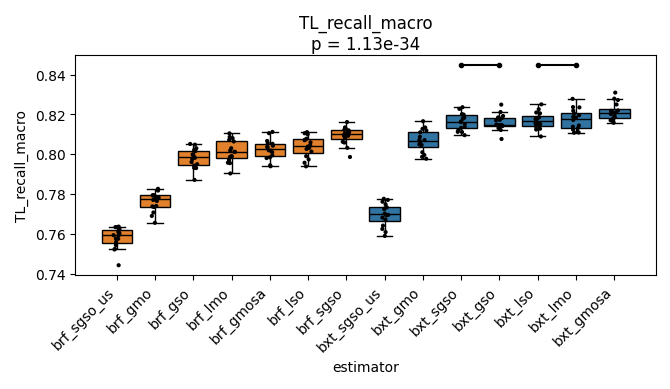 TL_recall_macro
p = 1.13e-34
TL_recall_macro
0.84
0.82
0.80
0.78
0.76
0.74
brf_sgso_us
brf_gmo
brf_gso
brf_lmo
brf_gmosa
brf_lso
brf_sgso
bxt_sgso_us
bxt_gmo
bxt_sgso
bxt_gso
bxt_lso
bxt_lmo
bxt_gmosa
estimator